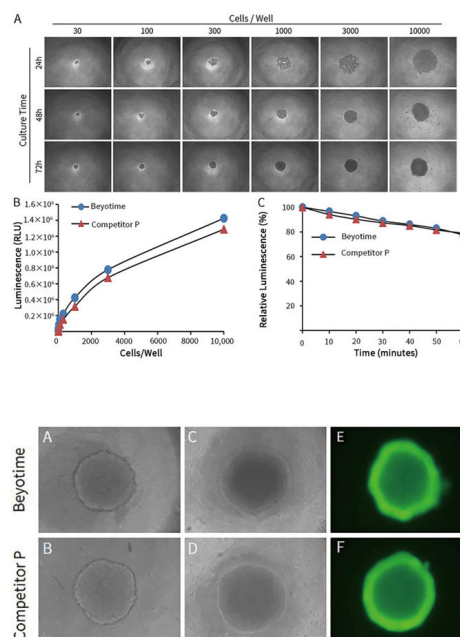 A
Cells / Well
30 100 300 1000 3000 10000
24h
48h
72h
Culture Time
B
Luminescence (RLU)
1.6×10⁶
1.4×10⁶
1.2×10⁶
1.0×10⁶
0.8×10⁶
0.6×10⁶
0.4×10⁶
0.2×10⁶
Beyotime
Competitor P
0 2000 4000 6000 8000 10,000
Cells/Well
C
Relative Luminescence (%)
100
80
60
40
20
Beyotime
Competitor P
0 10 20 30 40 50
Time (minutes)
Beyotime
A C E
Competitor P
B D F